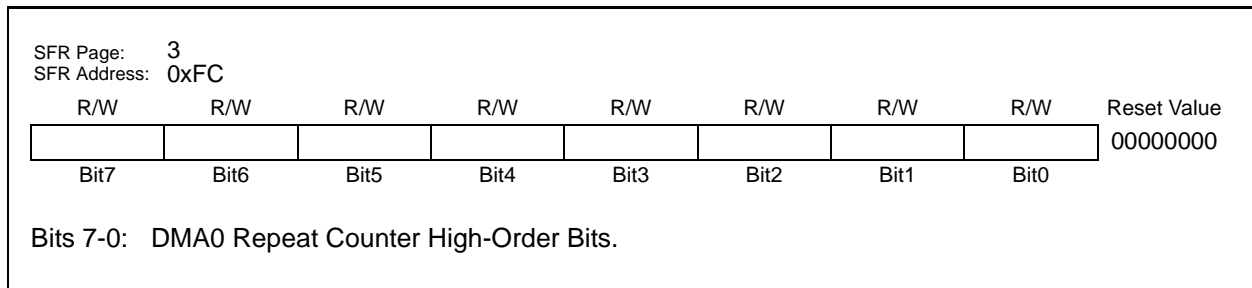 SFR Page: 3
SFR Address: 0xFC
R/W R/W R/W R/W R/W R/W R/W R/W Reset Value
00000000
Bit7 Bit6 Bit5 Bit4 Bit3 Bit2 Bit1 Bit0
Bits 7-0: DMA0 Repeat Counter High-Order Bits.